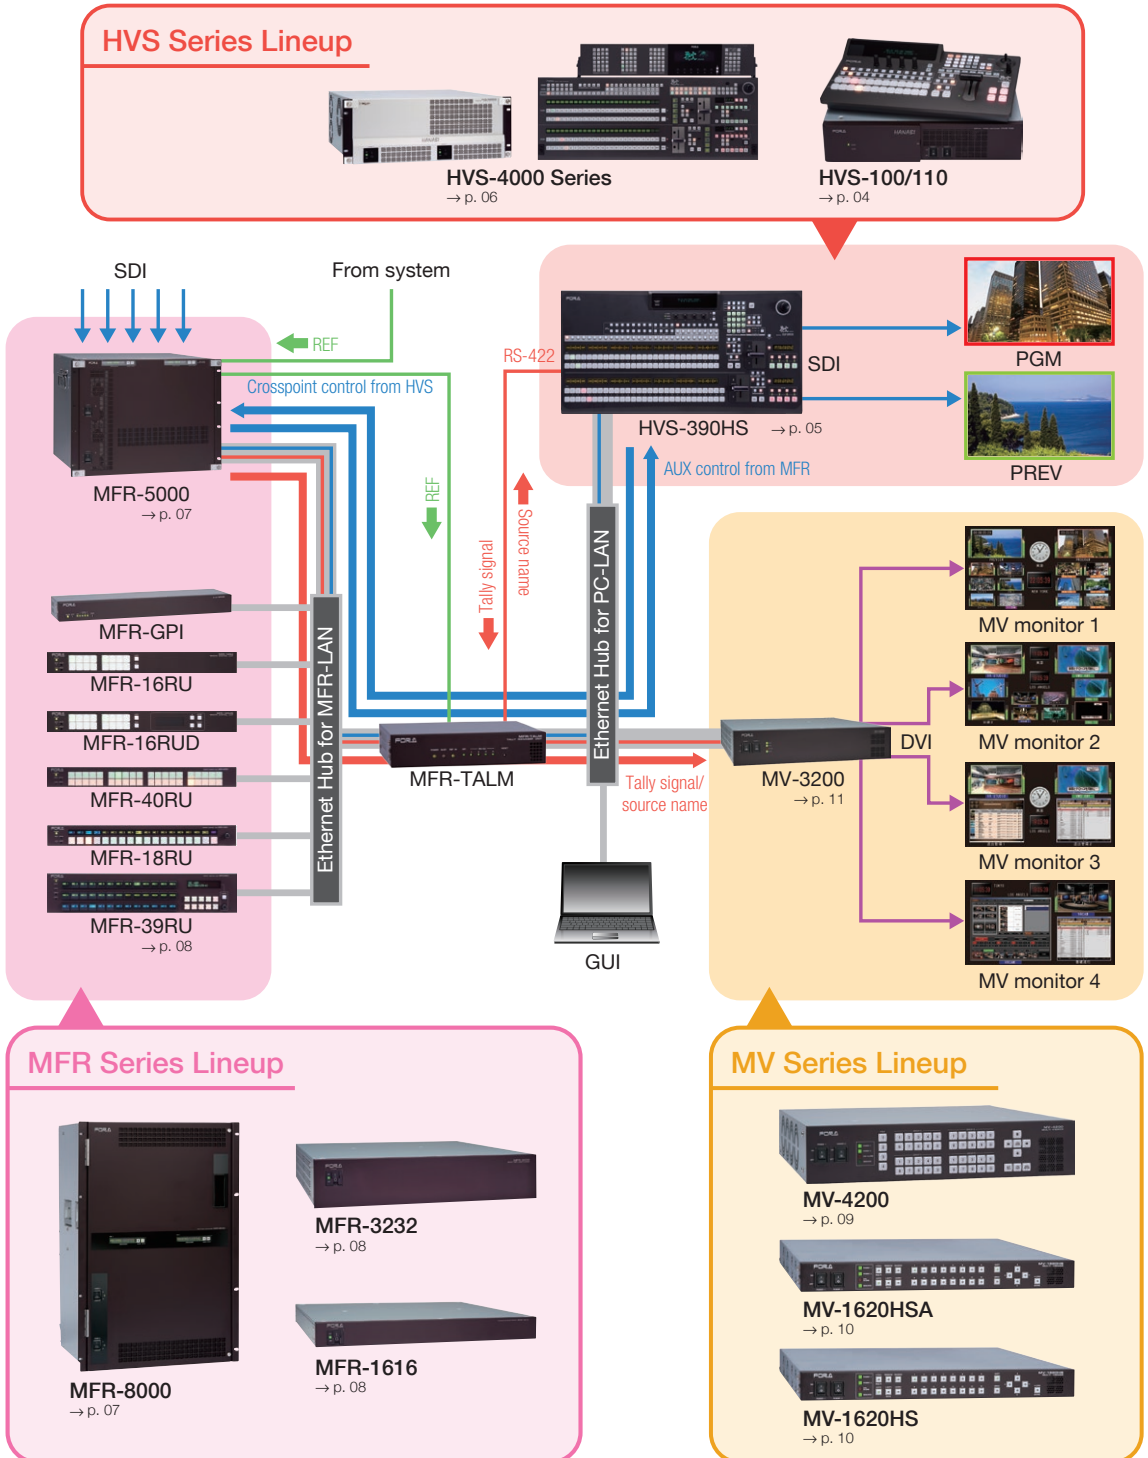 HVS Series Lineup
HVS-4000 Series
→ p. 06
HVS-100/110
→ p. 04
SDI
From system
REF
Crosspoint control from HVS
RS-422
SDI
PGM
HVS-390HS → p. 05
PREV
AUX control from MFR
MFR-5000
→ p. 07
REF
Tally signal
Source name
Ethernet Hub for PC-LAN
Ethernet Hub for MFR-LAN
MFR-GPI
MFR-16RU
MFR-16RUD
MFR-40RU
MFR-18RU
MFR-39RU
→ p. 08
FOR.A
MFR-TALM
Tally signal/
source name
MV-3200
→ p. 11
DVI
MV monitor 1
MV monitor 2
MV monitor 3
MV monitor 4
GUI
MFR Series Lineup
MFR-8000
→ p. 07
MFR-3232
→ p. 08
MFR-1616
→ p. 08
MV Series Lineup
FOR.A
MV-4200
→ p. 09
FOR.A
MV-1620HSA
→ p. 10
FOR.A
MV-1620HS
→ p. 10